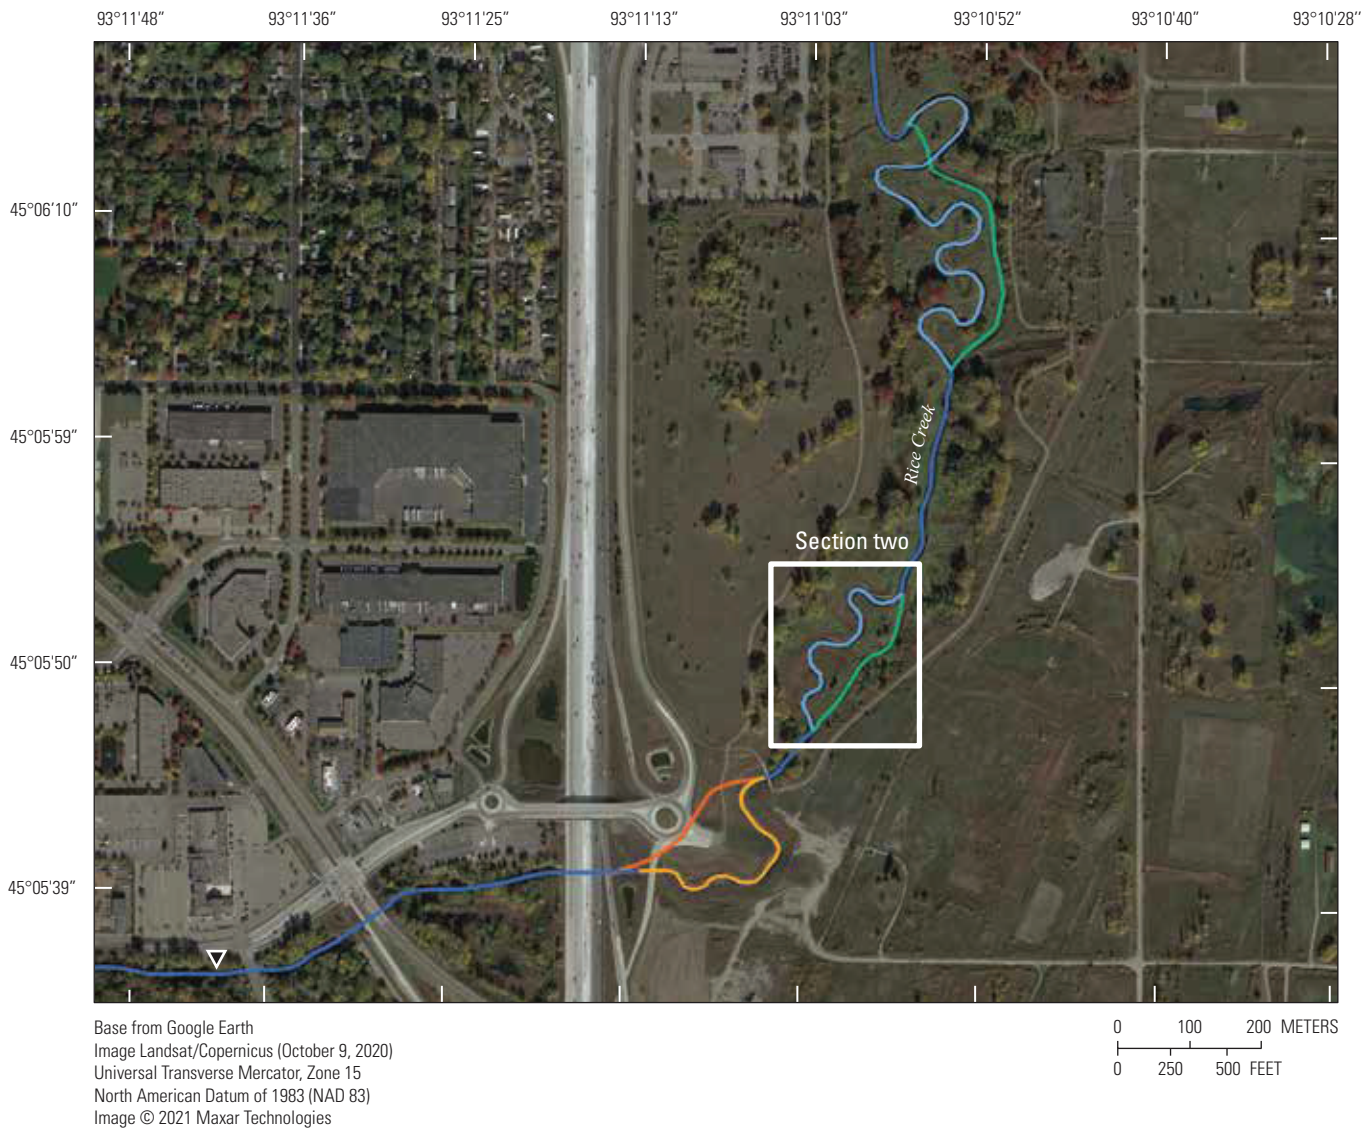 93°11'48" 93°11'36" 93°11'25" 93°11'13" 93°11'03" 93°10'52" 93°10'40" 93°10'28"
45°06'10"
45°05'59"
Rice Creek
Section two
45°05'50"
45°05'39"
Base from Google Earth
Image Landsat/Copernicus (October 9, 2020)
Universal Transverse Mercator, Zone 15
North American Datum of 1983 (NAD 83)
Image © 2021 Maxar Technologies
0 100 200 METERS
0 250 500 FEET